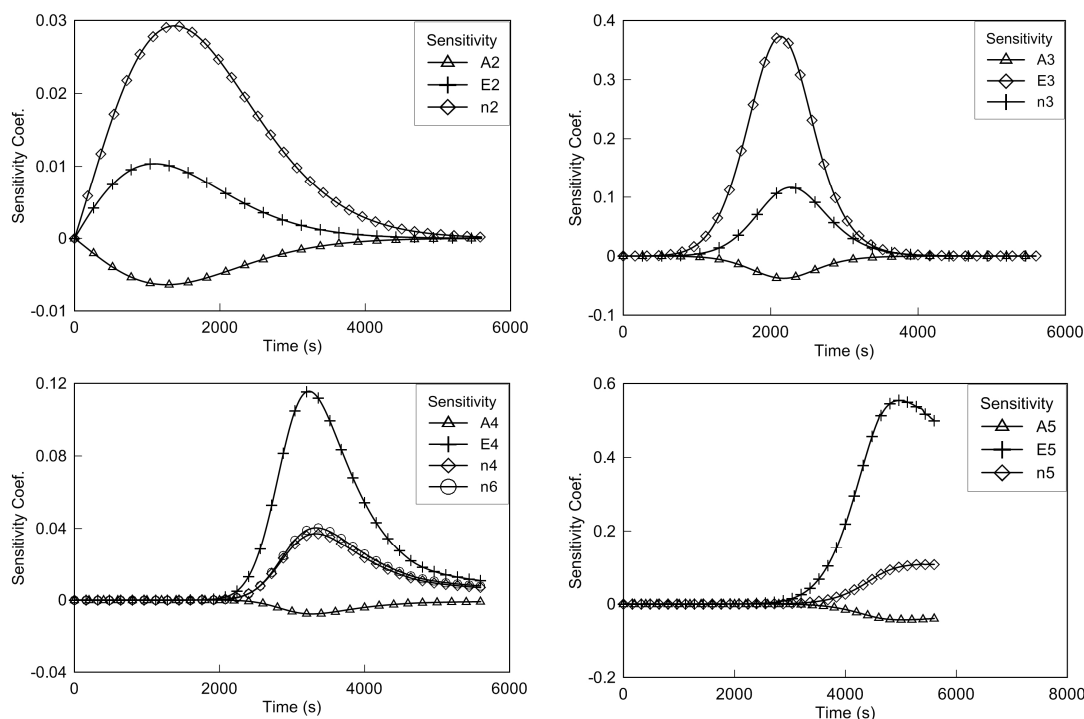 0.03
0.02
0.01
0
-0.01
Sensitivity Coef.
0
2000
4000
6000
Time (s)
Sensitivity
A2
E2
n2
0.4
0.3
0.2
0.1
0
-0.1
Sensitivity Coef.
0
2000
4000
6000
Time (s)
Sensitivity
A3
E3
n3
0.12
0.08
0.04
0
-0.04
Sensitivity Coef.
0
2000
4000
6000
Time (s)
Sensitivity
A4
E4
n4
n6
0.6
0.4
0.2
0
-0.2
Sensitivity Coef.
0
2000
4000
6000
8000
Time (s)
Sensitivity
A5
E5
n5